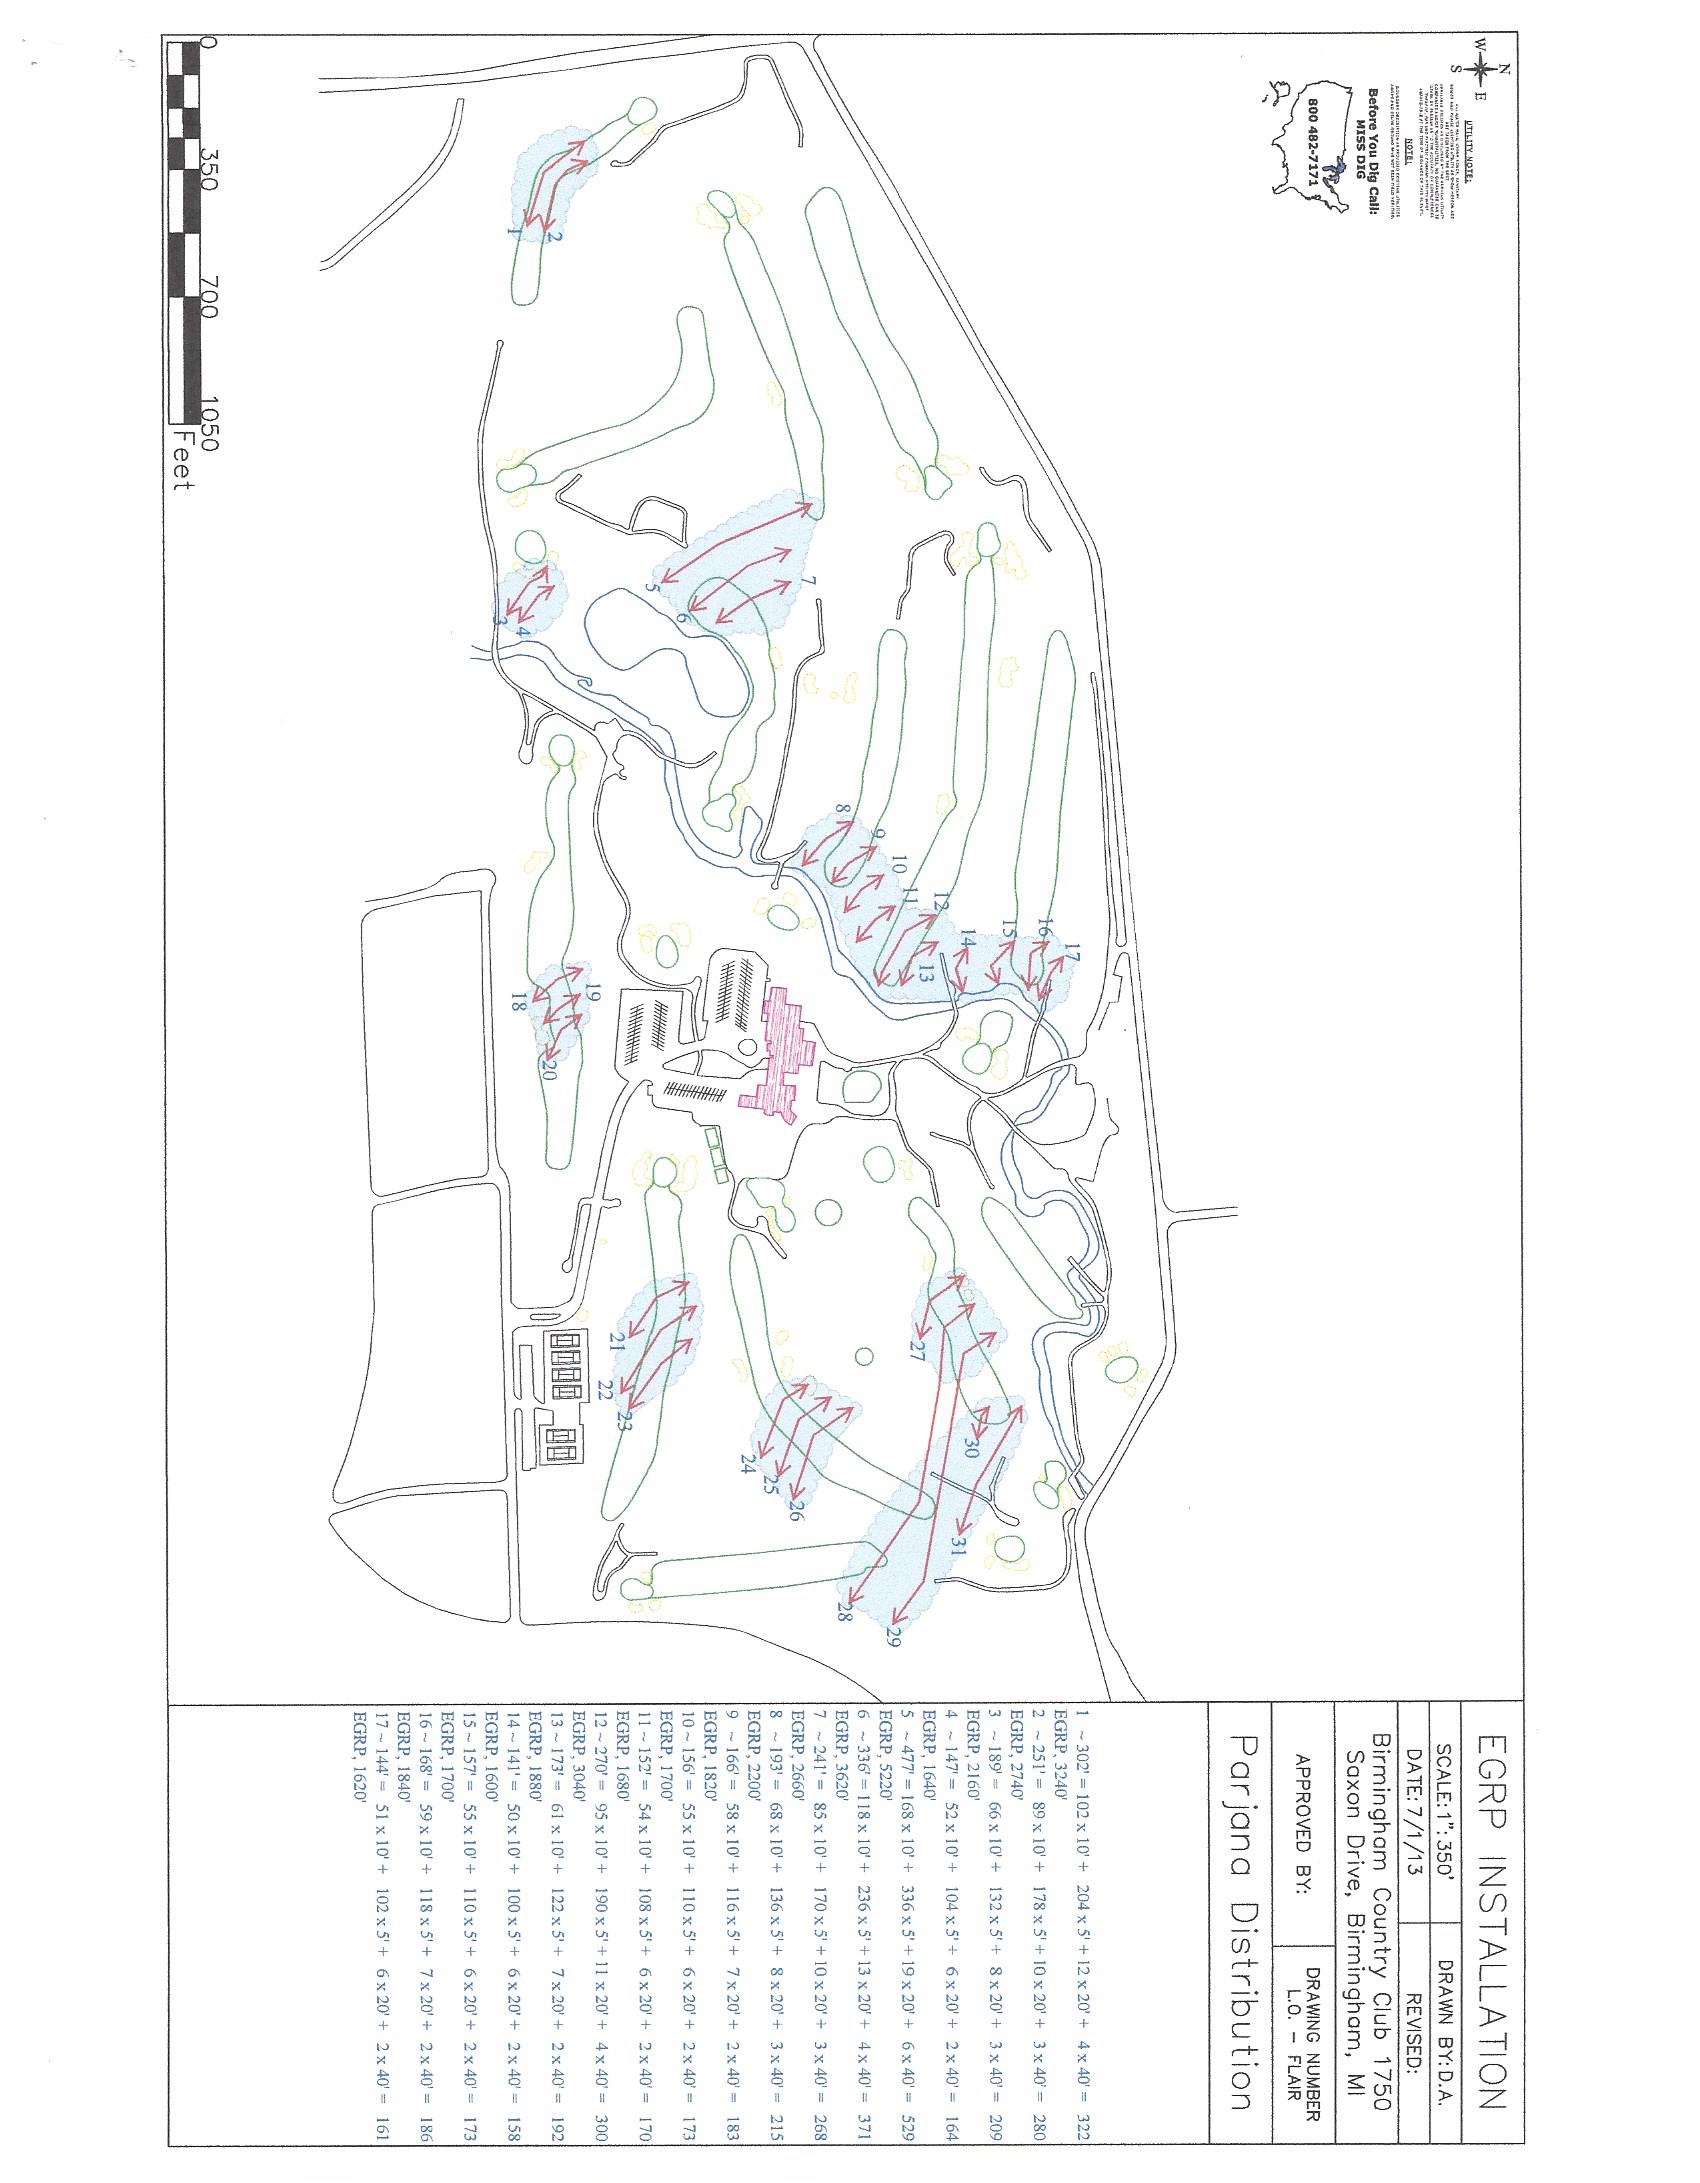 N
W
E
S
UTILITY NOTE:
NOTE:
Before You Dig Call:
MISS DIG
800 482-7171
0
350
700
1050
Feet
1
2
3
4
5
6
7
8
9
10
11
12
13
14
15
16
17
18
19
20
21
22
23
24
25
26
27
28
29
30
31
EGRP INSTALLATION
SCALE:1":350'
DRAWN BY:D.A.
DATE:7/1/13
REVISED:
Birmingham Country Club 1750
Saxon Drive, Birmingham, MI
APPROVED BY:
DRAWING NUMBER
L.O. - FLAIR
Parjana Distribution
1 ~ 302' = 102 x 10' + 204 x 5' + 12 x 20' + 4 x 40' = 322
EGRP, 3240'
2 ~ 251' = 89 x 10' + 178 x 5' + 10 x 20' + 3 x 40' = 280
EGRP, 2740'
3 ~ 189' = 66 x 10' + 132 x 5' + 8 x 20' + 3 x 40' = 209
EGRP, 2160'
4 ~ 147' = 52 x 10' + 104 x 5' + 6 x 20' + 2 x 40' = 164
EGRP, 1640'
5 ~ 477' = 168 x 10' + 336 x 5' + 19 x 20' + 6 x 40' = 529
EGRP, 5220'
6 ~ 336' = 118 x 10' + 236 x 5' + 13 x 20' + 4 x 40' = 371
EGRP, 3620'
7 ~ 241' = 85 x 10' + 170 x 5' + 10 x 20' + 3 x 40' = 268
EGRP, 2660'
8 ~ 193' = 68 x 10' + 136 x 5' + 8 x 20' + 3 x 40' = 215
EGRP, 2200'
9 ~ 166' = 58 x 10' + 116 x 5' + 7 x 20' + 2 x 40' = 183
EGRP, 1820'
10 ~ 156' = 55 x 10' + 110 x 5' + 6 x 20' + 2 x 40' = 173
EGRP, 1700'
11 ~ 152' = 54 x 10' + 108 x 5' + 6 x 20' + 2 x 40' = 170
EGRP, 1680'
12 ~ 270' = 95 x 10' + 190 x 5' + 11 x 20' + 4 x 40' = 300
EGRP, 3040'
13 ~ 173' = 61 x 10' + 122 x 5' + 7 x 20' + 2 x 40' = 192
EGRP, 1880'
14 ~ 141' = 50 x 10' + 100 x 5' + 6 x 20' + 2 x 40' = 158
EGRP, 1600'
15 ~ 157' = 55 x 10' + 110 x 5' + 6 x 20' + 2 x 40' = 173
EGRP, 1700'
16 ~ 168' = 59 x 10' + 118 x 5' + 7 x 20' + 2 x 40' = 186
EGRP, 1840'
17 ~ 144' = 51 x 10' + 102 x 5' + 6 x 20' + 2 x 40' = 161
EGRP, 1620'